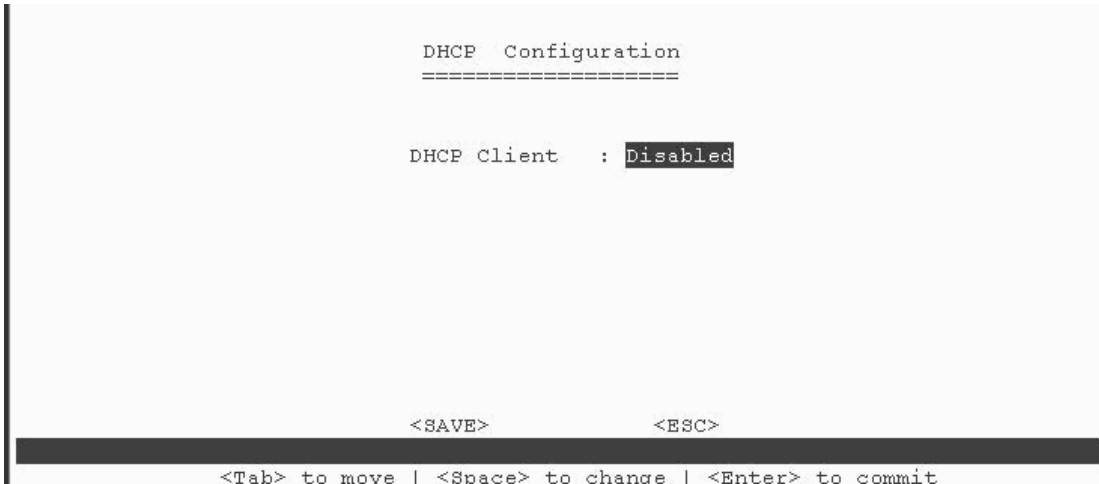 DHCP Configuration
===================
DHCP Client : Disabled
<SAVE> <ESC>
<Tab> to move | <Space> to change | <Enter> to commit